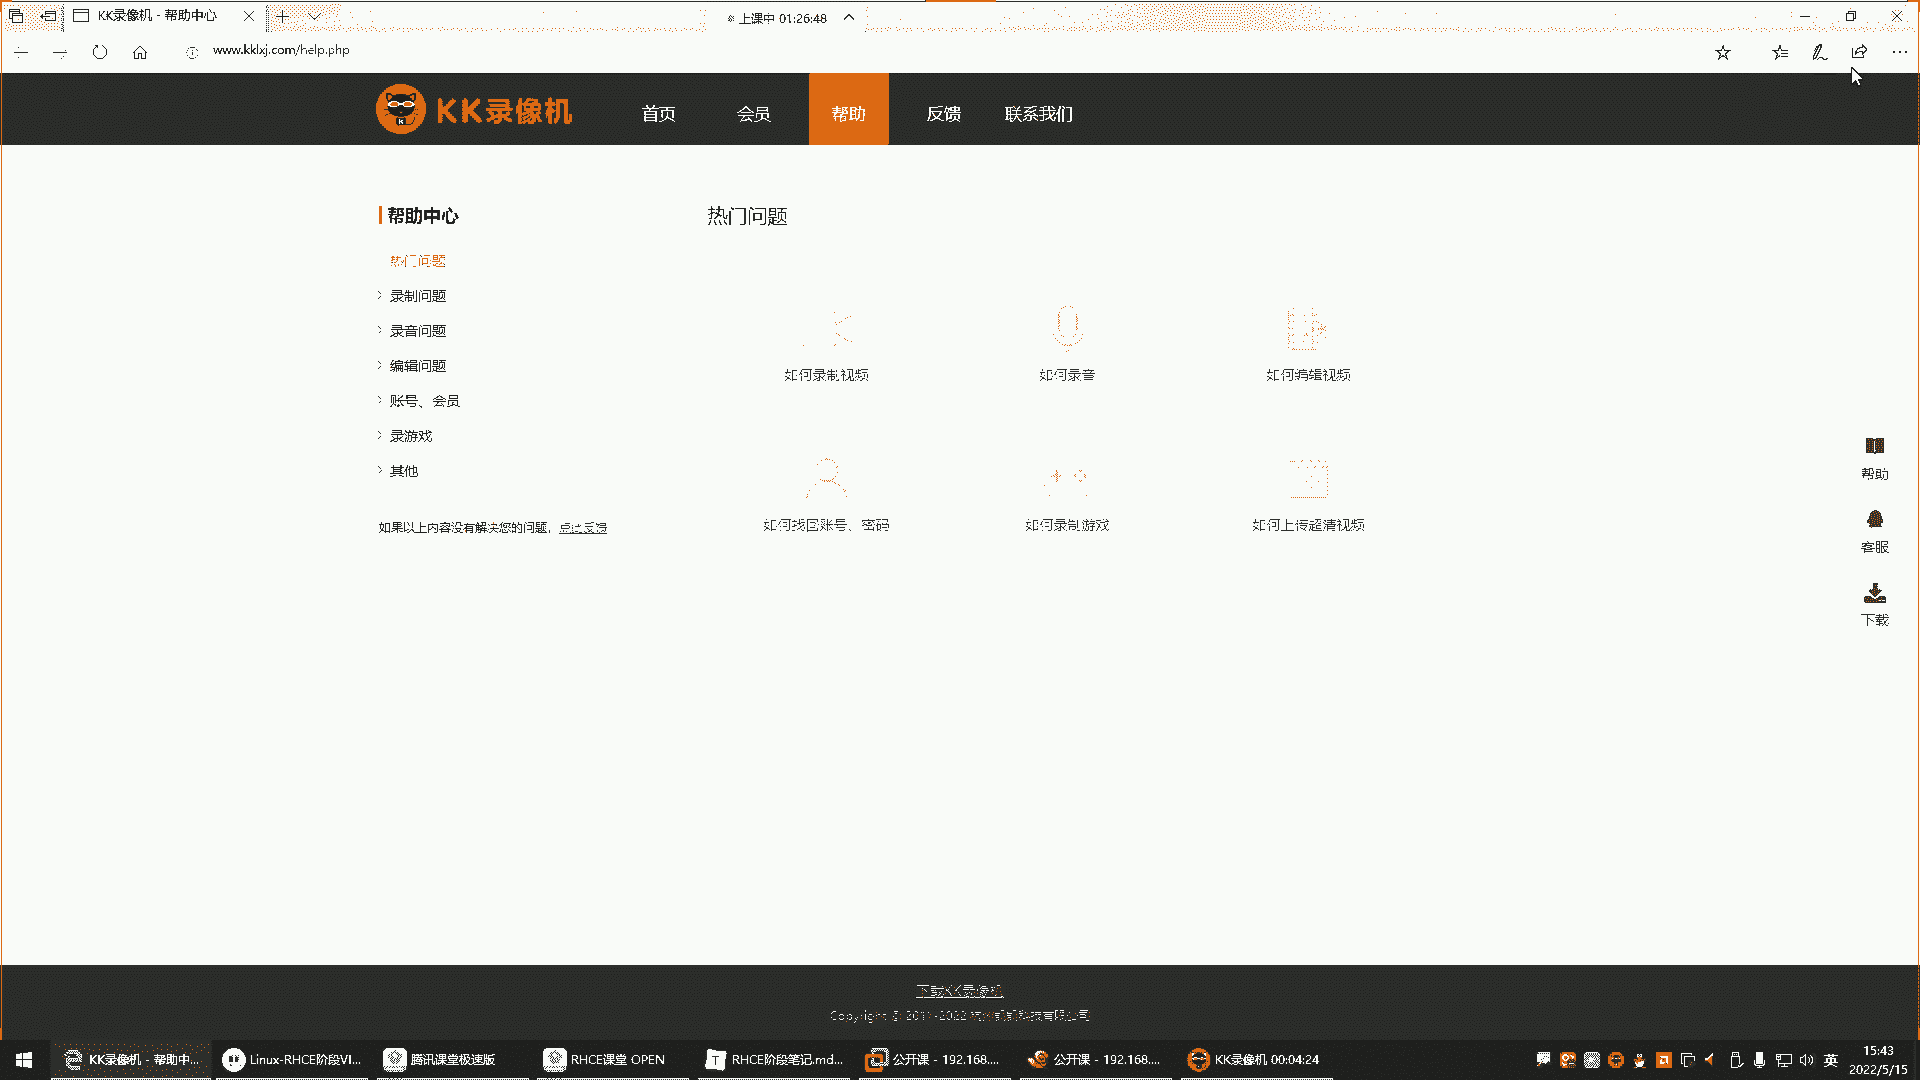 KK录像机 - 帮助中心
上课中 01:26:48
www.kklxj.com/help.php
KK录像机
首页
会员
帮助
反馈
联系我们
帮助中心
热门问题
录制问题
录音问题
编辑问题
账号、会员
录游戏
其他
如果以上内容没有解决您的问题，点此反馈
热门问题
如何录制视频
如何录音
如何编辑视频
如何找回账号、密码
如何录制游戏
如何上传超清视频
帮助
客服
下载
下载KK录像机
KK录像机 - 帮助中...
Linux-RHCE阶段VI...
腾讯课堂极速版
RHCE课堂 OPEN
RHCE阶段笔记.md...
公开课 - 192.168....
公开课 - 192.168....
KK录像机 00:04:24
英
15:43
2022/5/15